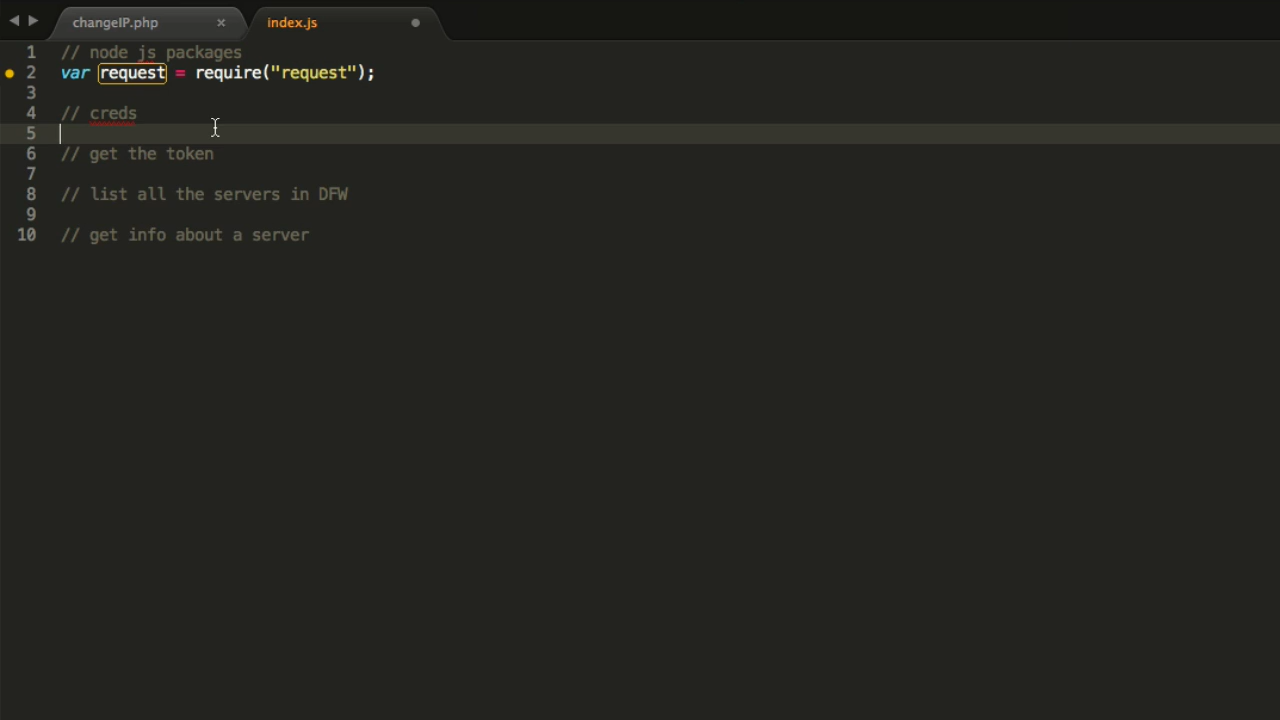 changeIP.php
index.js
1 // node js packages
2 var request = require("request");
3
4 // creds
5
6 // get the token
7
8 // list all the servers in DFW
9
10 // get info about a server